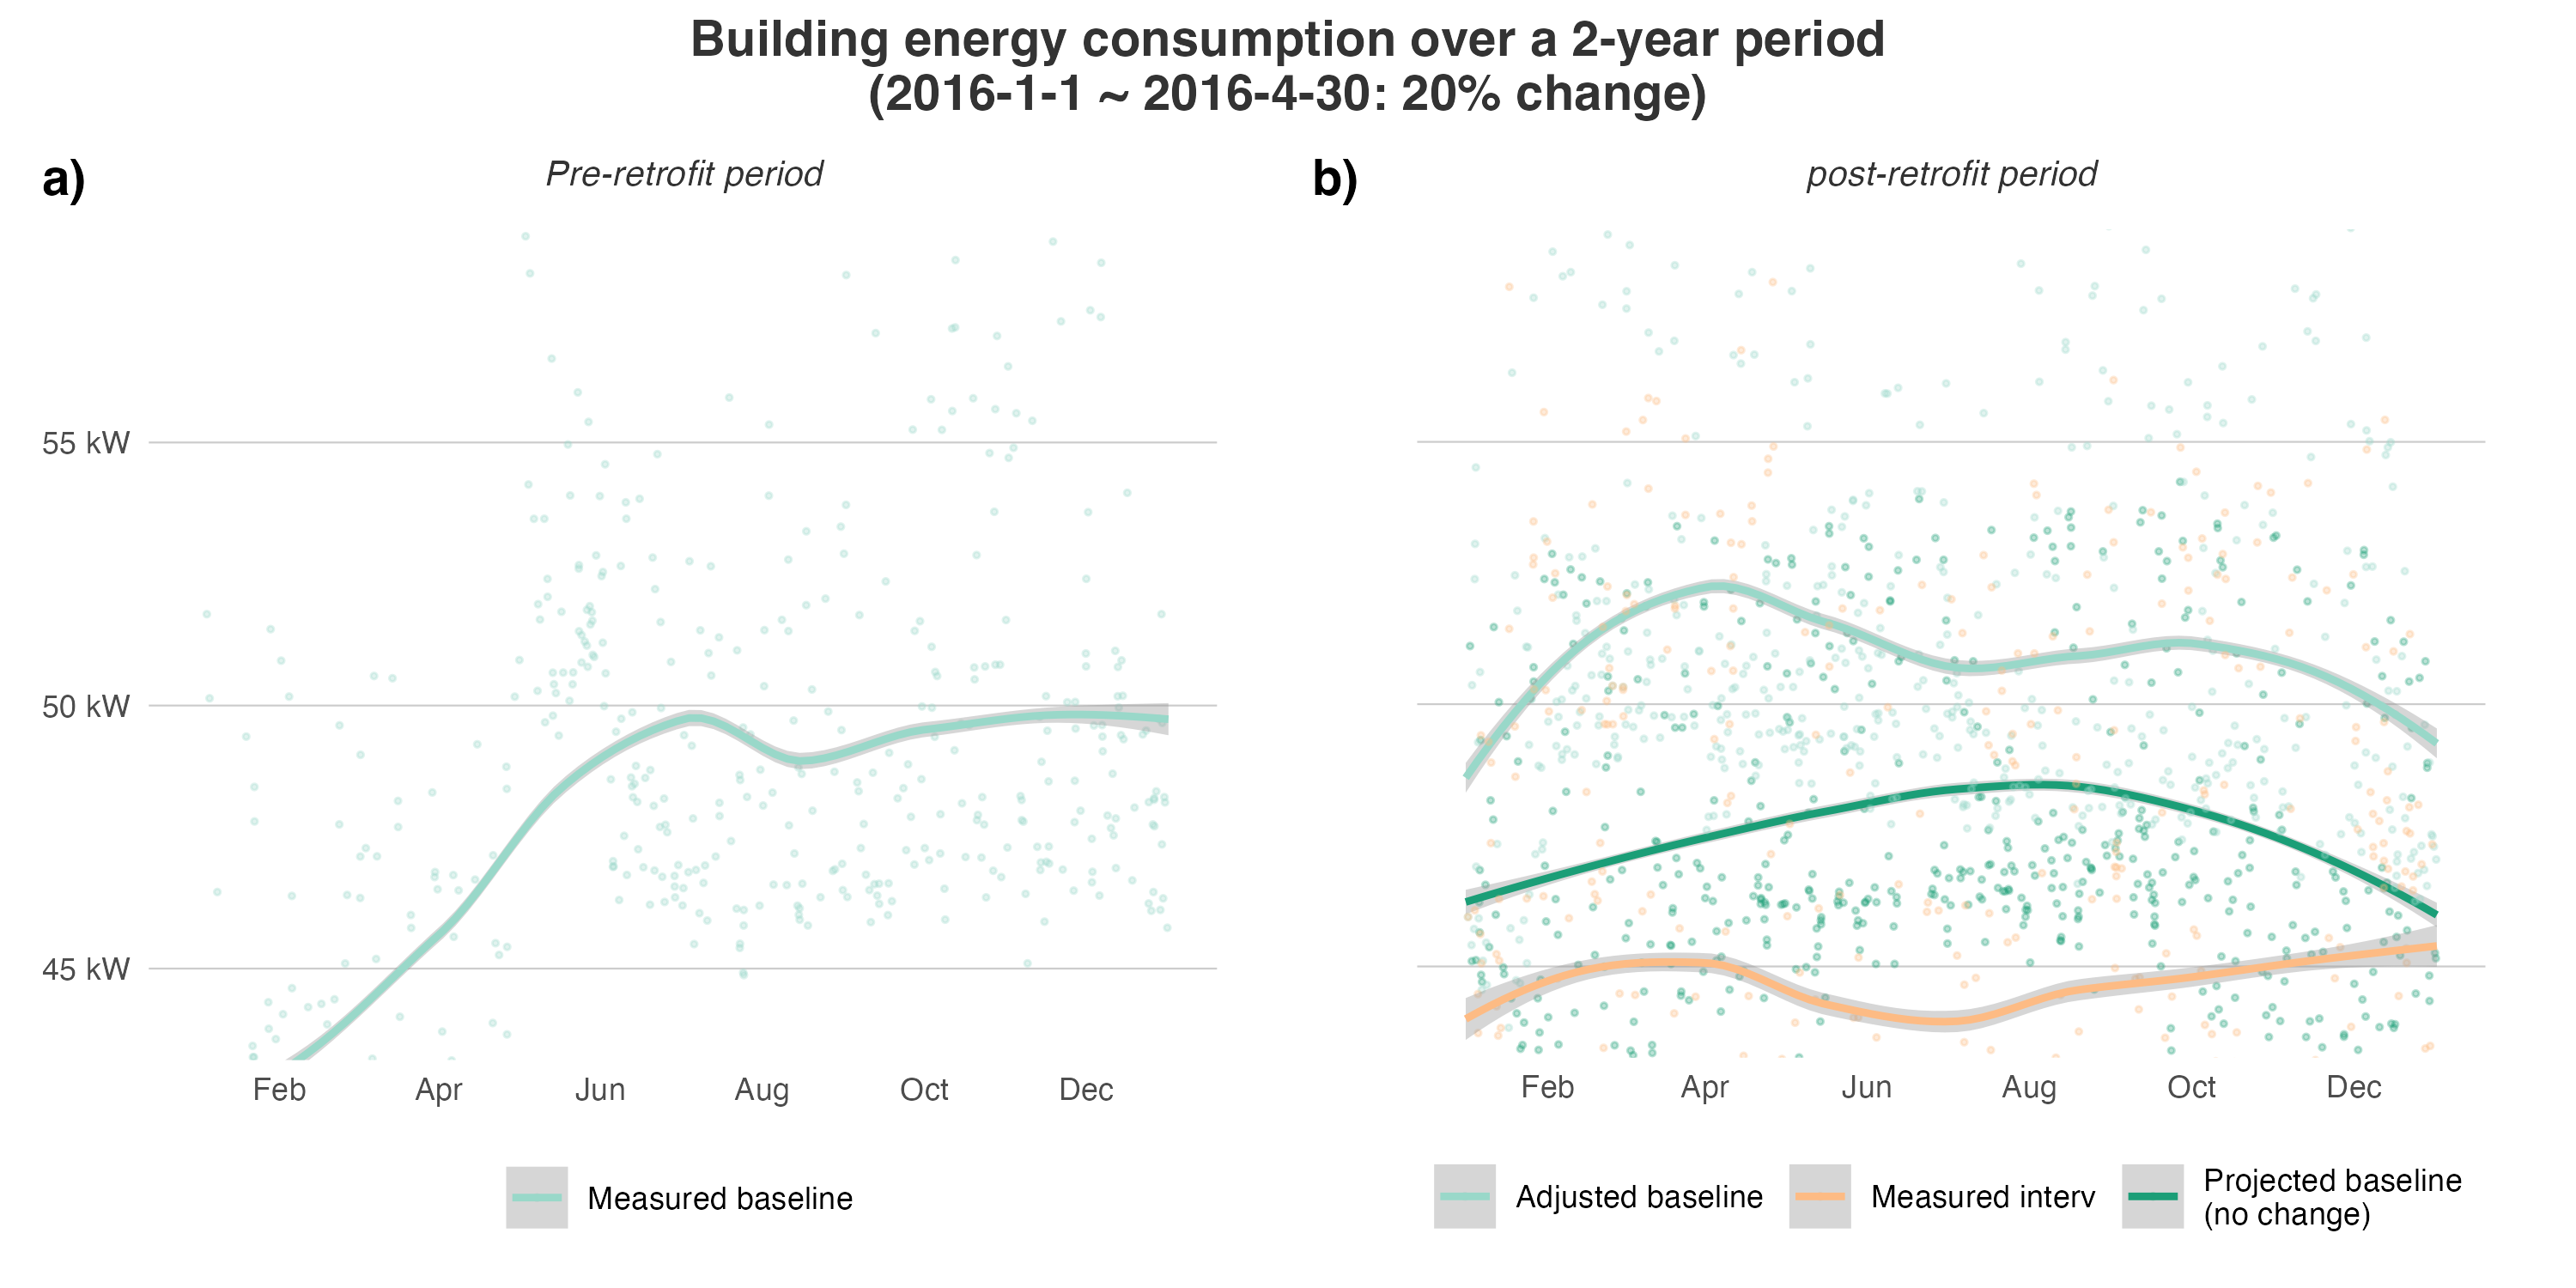 Building energy consumption over a 2-year period
(2016-1-1 ~ 2016-4-30: 20% change)
a)
Pre-retrofit period
55 kW
50 kW
45 kW
Feb Apr Jun Aug Oct Dec
Measured baseline
b)
post-retrofit period
Feb Apr Jun Aug Oct Dec
Adjusted baseline
Measured interv
Projected baseline
(no change)